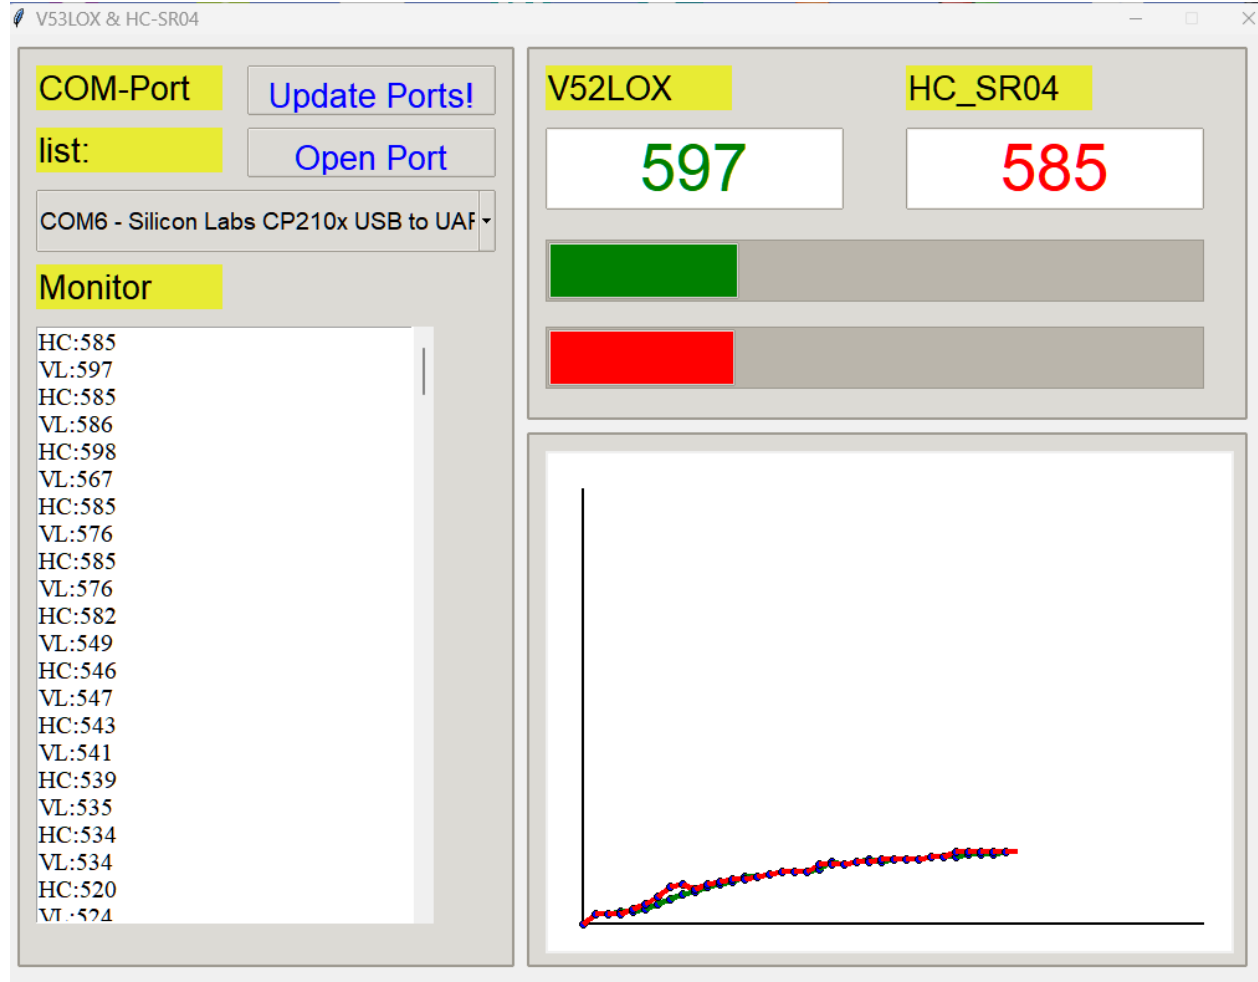 V53LOX & HC-SR04
COM-Port
Update Ports!
list:
Open Port
COM6 - Silicon Labs CP210x USB to UAR
Monitor
HC:585
VL:597
HC:585
VL:586
HC:598
VL:567
HC:585
VL:576
HC:585
VL:576
HC:582
VL:549
HC:546
VL:547
HC:543
VL:541
HC:539
VL:535
HC:534
VL:534
HC:520
VL:524
V52LOX
HC_SR04
597
585